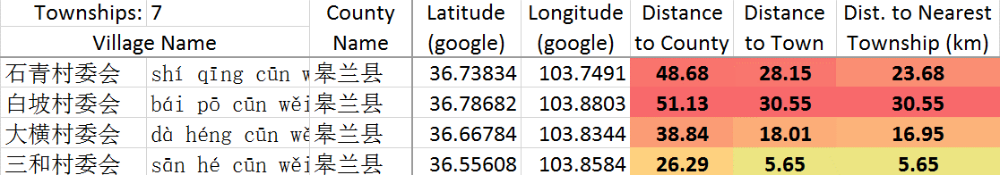 Townships: 7 County Latitude Longitude Distance Distance Dist. to Nearest
Village Name Name (google) (google) to County to Town Township (km)
石青村委会 shí qīng cūn w 皋兰县 36.73834 103.7491 48.68 28.15 23.68
白坡村委会 bái pō cūn wěi 皋兰县 36.78682 103.8803 51.13 30.55 30.55
大横村委会 dà héng cūn wě 皋兰县 36.66784 103.8344 38.84 18.01 16.95
三和村委会 sān hé cūn wěi 皋兰县 36.55608 103.8584 26.29 5.65 5.65